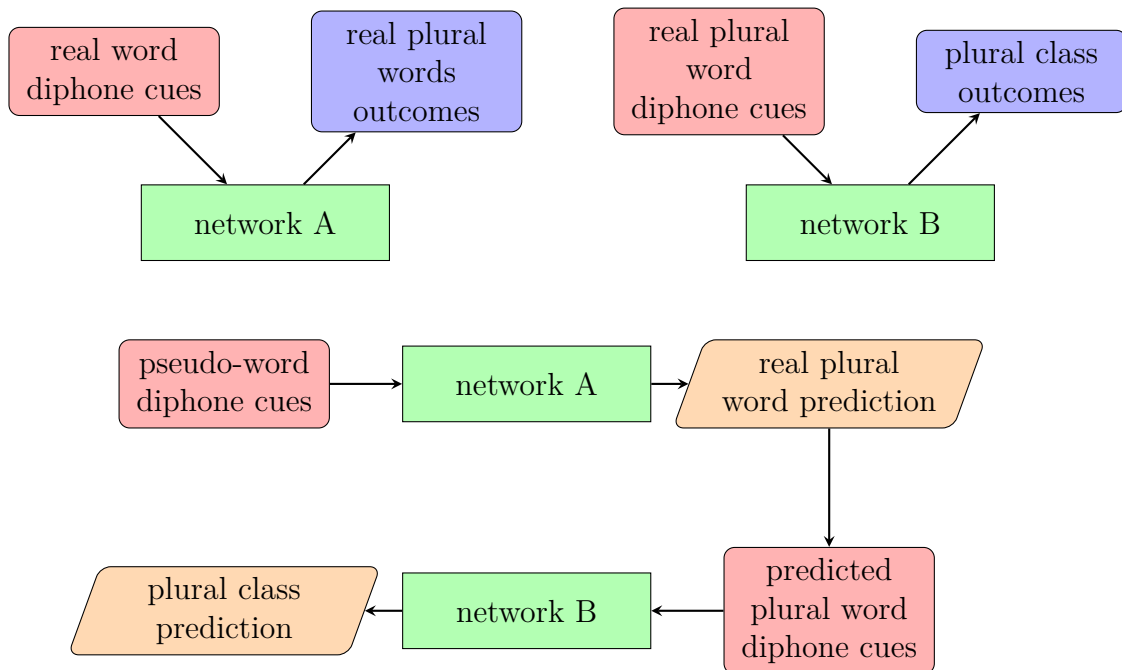 real word
diphone cues
real plural
words
outcomes
network A
real plural
word
diphone cues
plural class
outcomes
network B
pseudo-word
diphone cues
network A
real plural
word prediction
predicted
plural word
diphone cues
network B
plural class
prediction